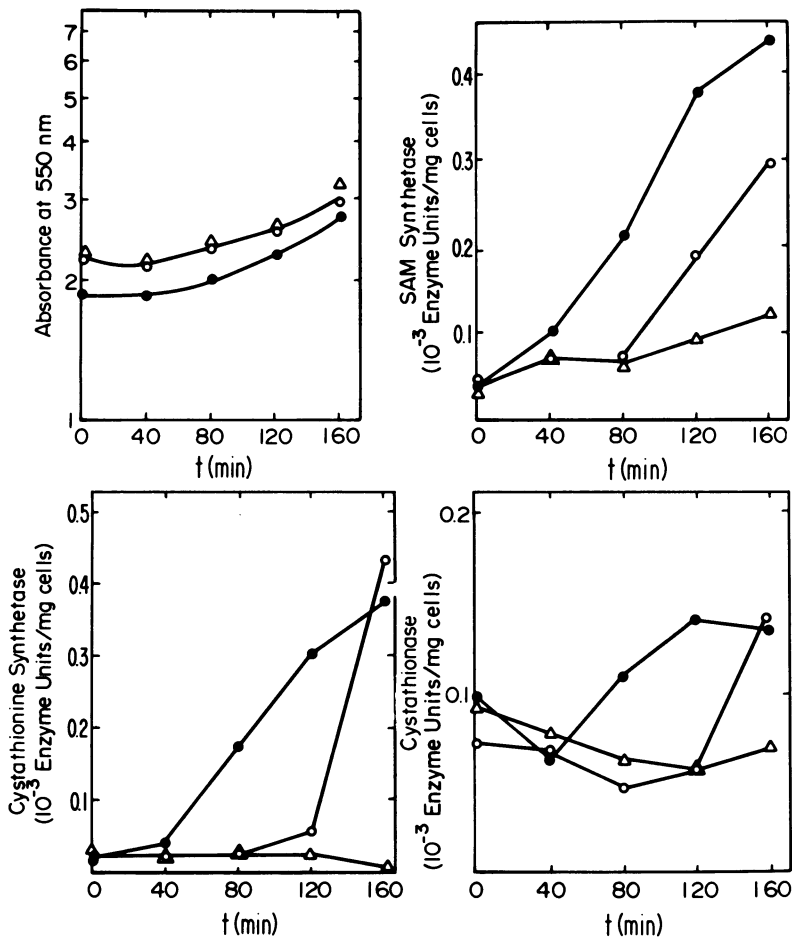 Absorbance at 550 nm
7
6
5
4
3
2
1
0 40 80 120 160
t (min)
SAM Synthetase
(10⁻³ Enzyme Units/mg cells)
0.4
0.3
0.2
0.1
0 40 80 120 160
t (min)
Cystathionine Synthetase
(10⁻³ Enzyme Units/mg cells)
0.5
0.4
0.3
0.2
0.1
0 40 80 120 160
t (min)
Cystathionase
(10⁻³ Enzyme Units/mg cells)
0.2
0.1
0 40 80 120 160
t (min)